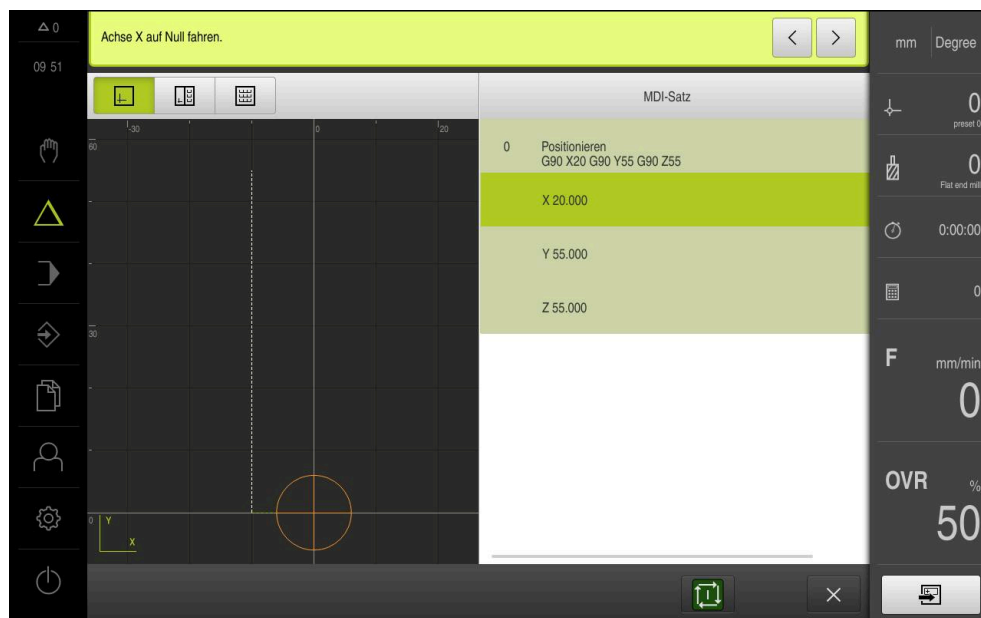 0
09 51
Achse X auf Null fahren.
mm
Degree
MDI-Satz
-30
0
20
60
30
0
Y
X
0
Positionieren
G90 X20 G90 Y55 G90 Z55
X 20.000
Y 55.000
Z 55.000
0
preset 0
0
Flat end mill
0:00:00
0
F
mm/min
0
OVR
%
50